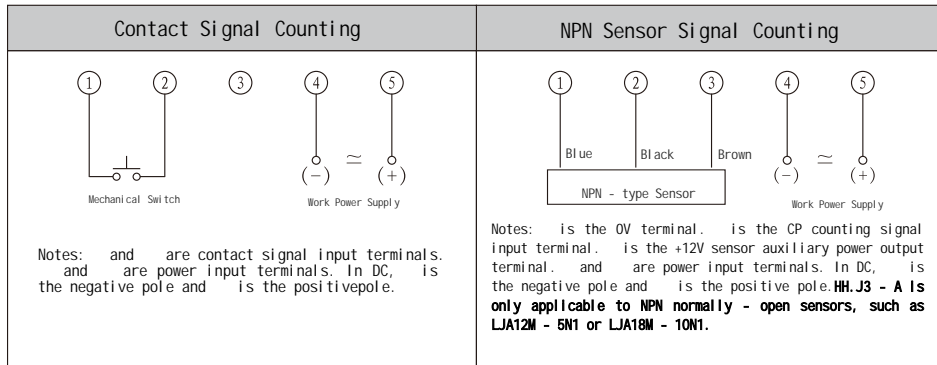 Contact Signal Counting
NPN Sensor Signal Counting
① ② ③ ④ ⑤
(−) ≃ (+)
Mechanical Switch
Work Power Supply
Notes: and are contact signal input terminals.
and are power input terminals. In DC, is
the negative pole and is the positivepole.
① ② ③ ④ ⑤
Blue Black Brown
NPN - type Sensor
(−) ≃ (+)
Work Power Supply
Notes: is the OV terminal. is the CP counting signal
input terminal. is the +12V sensor auxiliary power output
terminal. and are power input terminals. In DC, is
the negative pole and is the positive pole.HH.J3 - A Is
only applicable to NPN normally - open sensors, such as
LJA12M - 5N1 or LJA18M - 10N1.